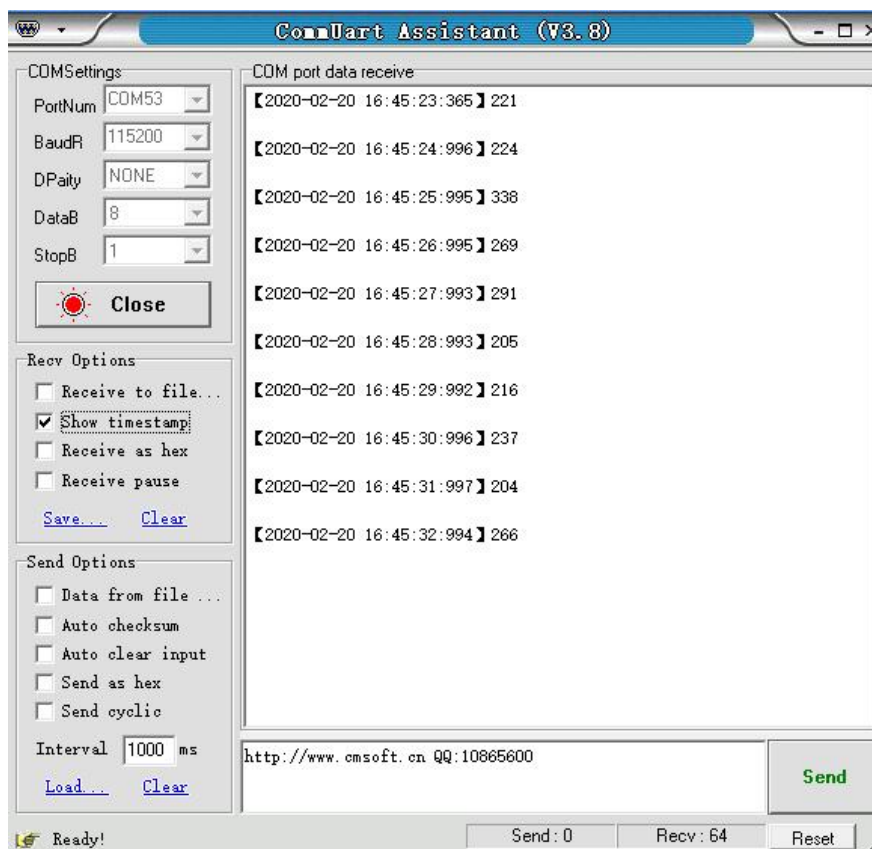 CommUart Assistant (V3.8)
COMSettings
PortNum COM53
BaudR 115200
DPaity NONE
DataB 8
StopB 1
Close
Recv Options
Receive to file...
Show timestamp
Receive as hex
Receive pause
Save... Clear
Send Options
Data from file ...
Auto checksum
Auto clear input
Send as hex
Send cyclic
Interval 1000 ms
Load... Clear
COM port data receive
【2020-02-20 16:45:23:365】221
【2020-02-20 16:45:24:996】224
【2020-02-20 16:45:25:995】338
【2020-02-20 16:45:26:995】269
【2020-02-20 16:45:27:993】291
【2020-02-20 16:45:28:993】205
【2020-02-20 16:45:29:992】216
【2020-02-20 16:45:30:996】237
【2020-02-20 16:45:31:997】204
【2020-02-20 16:45:32:994】266
http://www.cmsoft.cn QQ:10865600
Send
Ready!
Send : 0
Recv : 64
Reset